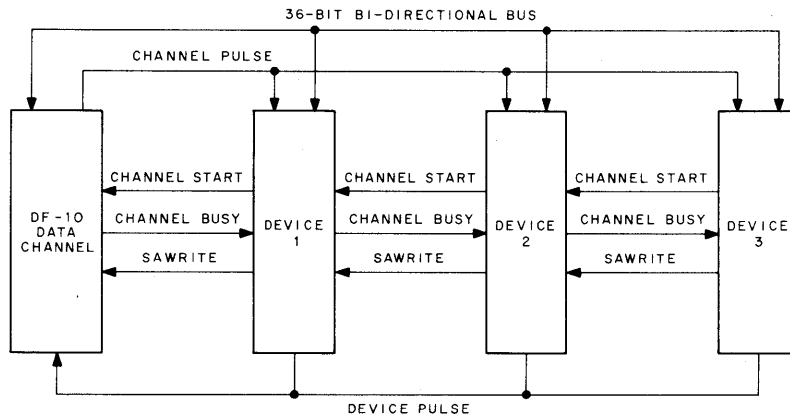 36-BIT BI-DIRECTIONAL BUS
CHANNEL PULSE
CHANNEL START
CHANNEL START
CHANNEL START
DF-10
DATA
CHANNEL
CHANNEL BUSY
DEVICE
1
CHANNEL BUSY
DEVICE
2
CHANNEL BUSY
DEVICE
3
SAWRITE
SAWRITE
SAWRITE
DEVICE PULSE